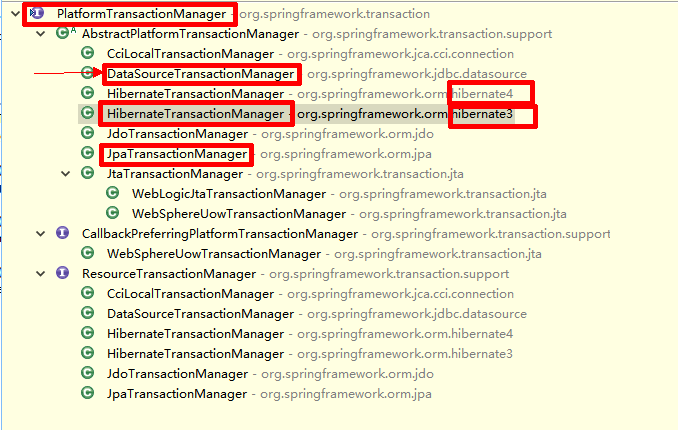 PlatformTransactionManager - org.springframework.transaction
AbstractPlatformTransactionManager - org.springframework.transaction.support
CciLocalTransactionManager - org.springframework.jca.cci.connection
DataSourceTransactionManager - org.springframework.jdbc.datasource
HibernateTransactionManager - org.springframework.orm.hibernate4
HibernateTransactionManager - org.springframework.orm.hibernate3
JdoTransactionManager - org.springframework.orm.jdo
JpaTransactionManager - org.springframework.orm.jpa
JtaTransactionManager - org.springframework.transaction.jta
WebLogicJtaTransactionManager - org.springframework.transaction.jta
WebSphereUowTransactionManager - org.springframework.transaction.jta
CallbackPreferringPlatformTransactionManager - org.springframework.transaction.support
WebSphereUowTransactionManager - org.springframework.transaction.jta
ResourceTransactionManager - org.springframework.transaction.support
CciLocalTransactionManager - org.springframework.jca.cci.connection
DataSourceTransactionManager - org.springframework.jdbc.datasource
HibernateTransactionManager - org.springframework.orm.hibernate4
HibernateTransactionManager - org.springframework.orm.hibernate3
JdoTransactionManager - org.springframework.orm.jdo
JpaTransactionManager - org.springframework.orm.jpa